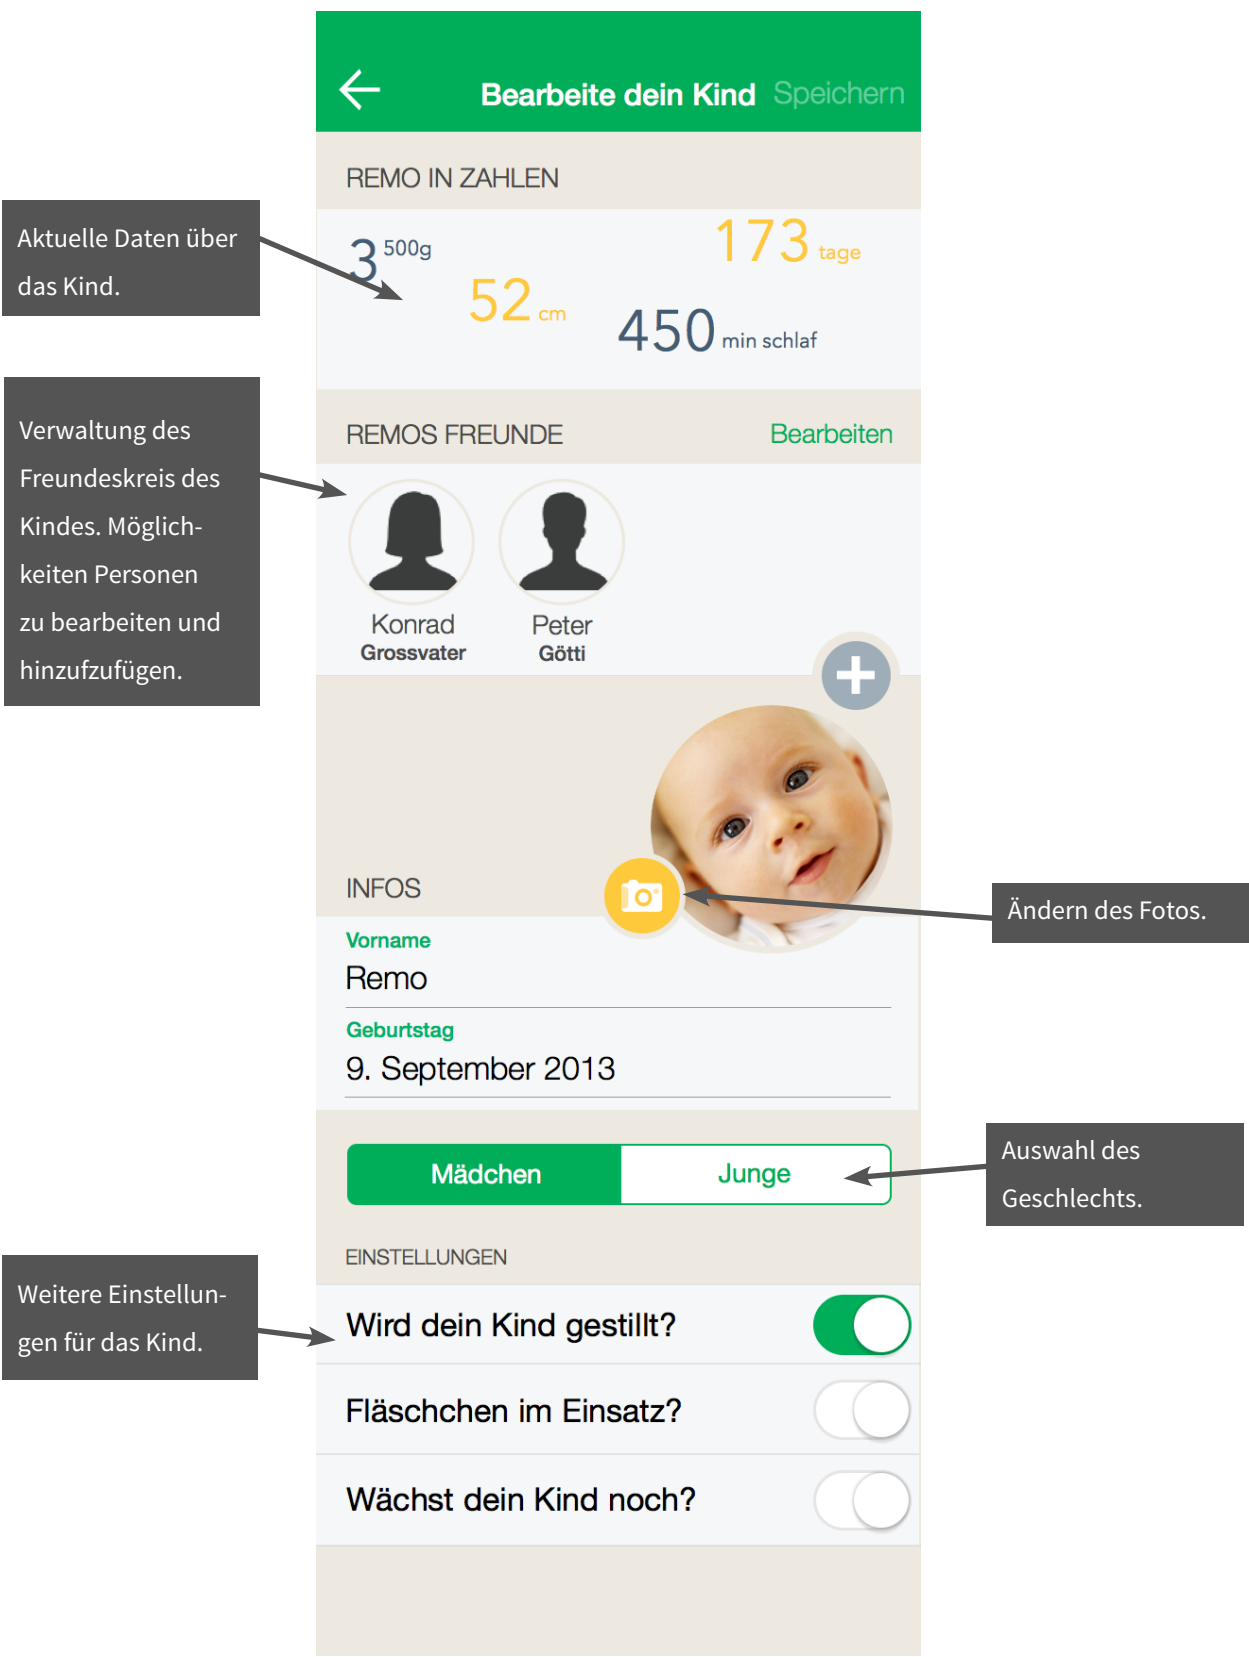 Bearbeite dein Kind Speichern
REMO IN ZAHLEN
Aktuelle Daten über
das Kind.
3 500g
173 tage
52 cm
450 min schlaf
Verwaltung des
Freundeskreis des
Kindes. Möglich-
keiten Personen
zu bearbeiten und
hinzufzufügen.
REMOS FREUNDE Bearbeiten
Konrad
Grossvater
Peter
Götti
INFOS
Ändern des Fotos.
Vorname
Remo
Geburtstag
9. September 2013
Mädchen Junge
Auswahl des
Geschlechts.
EINSTELLUNGEN
Weitere Einstellun-
gen für das Kind.
Wird dein Kind gestillt?
Fläschchen im Einsatz?
Wächst dein Kind noch?